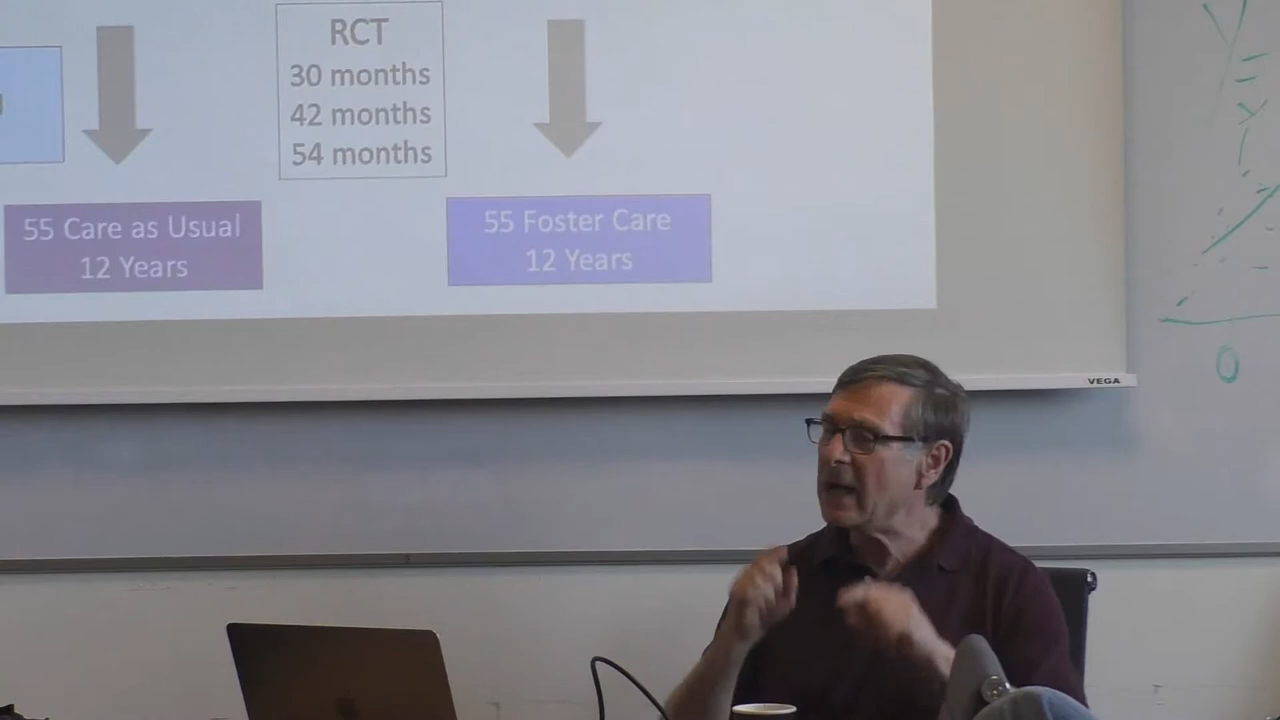 RCT
30 months
42 months
54 months
55 Care as Usual
12 Years
55 Foster Care
12 Years
VEGA
0